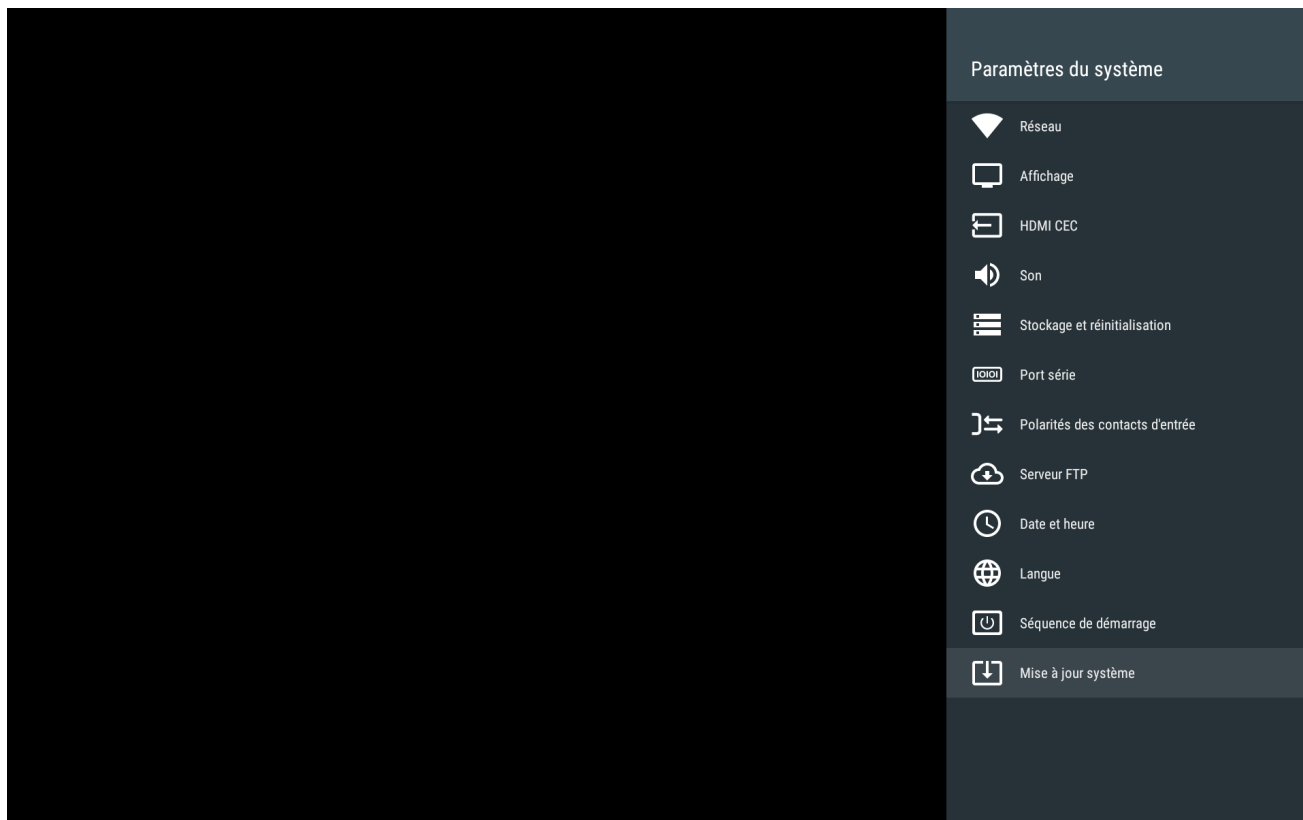 Paramètres du système
Réseau
Affichage
HDMI CEC
Son
Stockage et réinitialisation
IOIOI Port série
Polarités des contacts d'entrée
Serveur FTP
Date et heure
Langue
Séquence de démarrage
Mise à jour système